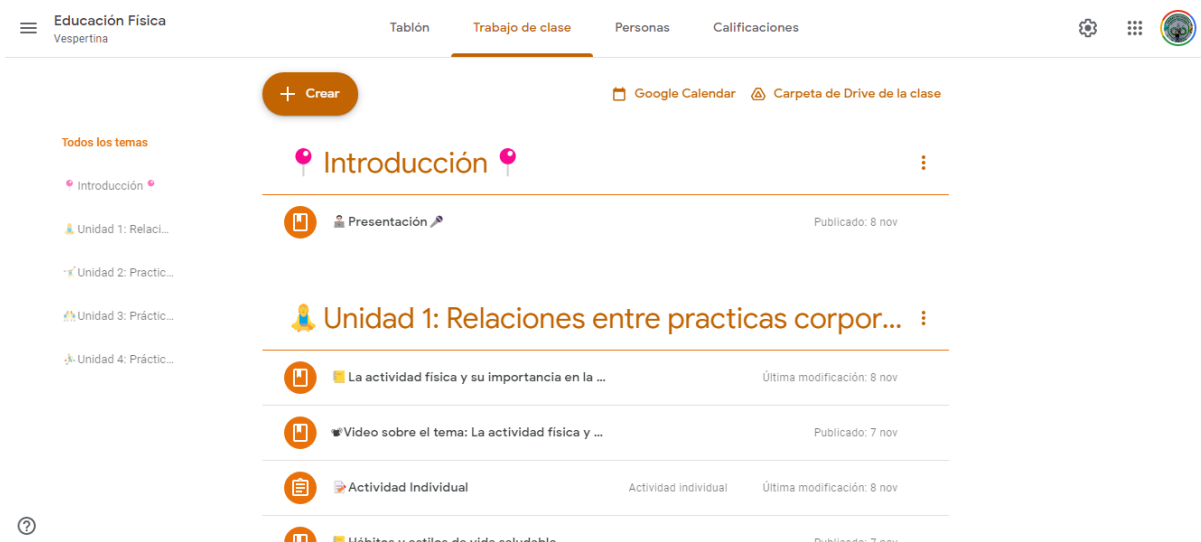 Educación Física
Vespertina
Tablón
Trabajo de clase
Personas
Calificaciones
Crear
Google Calendar
Carpeta de Drive de la clase
Todos los temas
Introducción
Unidad 1: Relaci...
Unidad 2: Practic...
Unidad 3: Práctic...
Unidad 4: Práctic...
Introducción
Presentación
Publicado: 8 nov
Unidad 1: Relaciones entre practicas corpor...
La actividad física y su importancia en la ...
Última modificación: 8 nov
Video sobre el tema: La actividad física y ...
Publicado: 7 nov
Actividad Individual
Actividad individual
Última modificación: 8 nov
Hábitos y estilos de vida saludable
Publicado: 7 nov